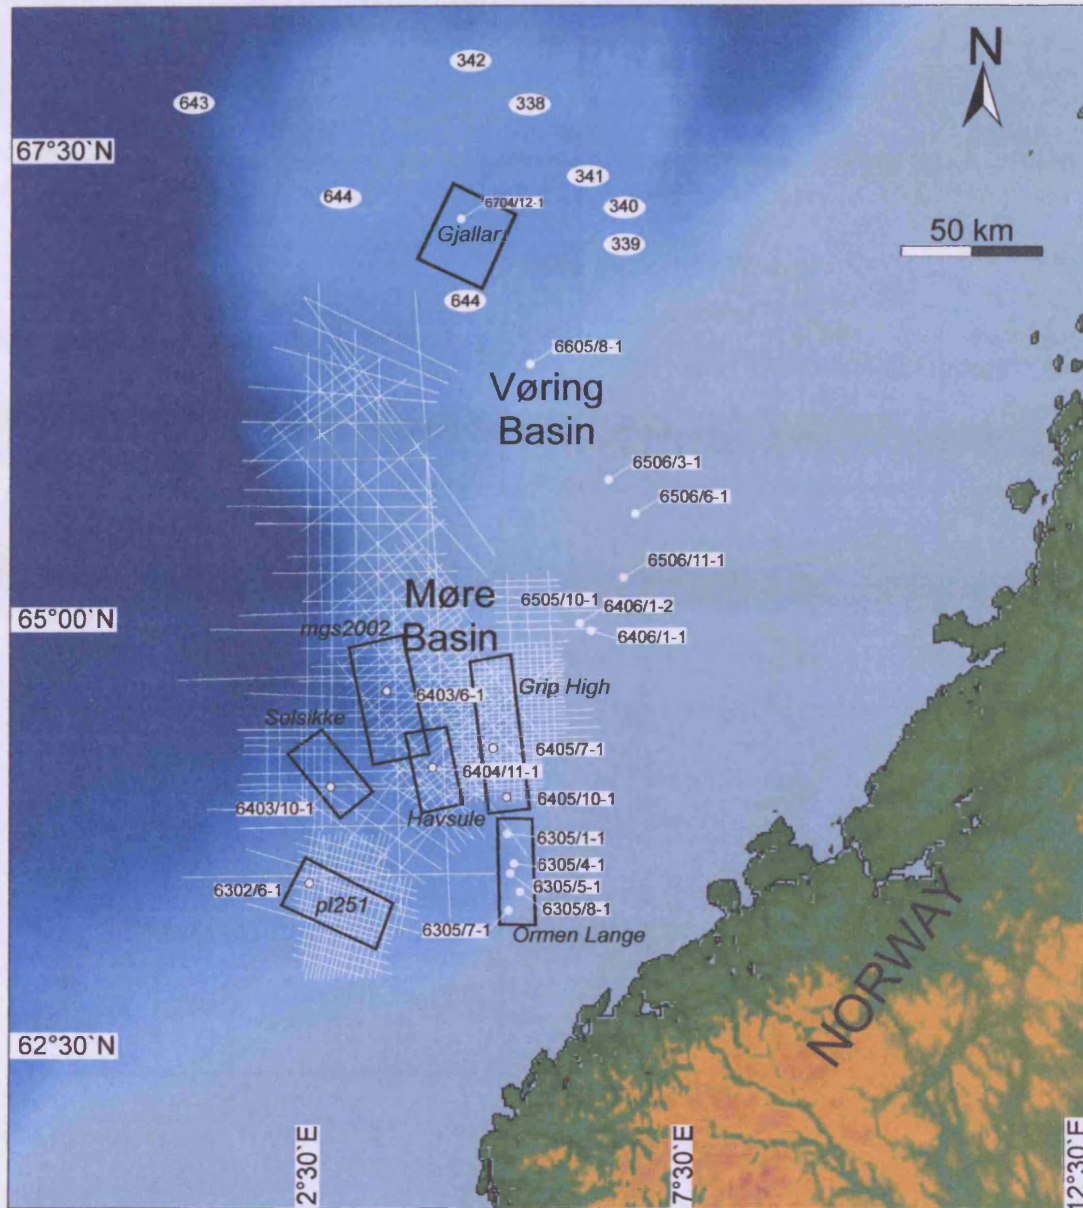 342
N
643
338
67°30`N
341
644
6704/12-1
340
Gjallar
339
50 km
644
6605/8-1
Vøring
Basin
6506/3-1
6506/6-1
6506/11-1
Møre
Basin
6505/10-1
6406/1-2
65°00`N
mgs2002
6406/1-1
Grip High
6403/6-1
Solsikke
6405/7-1
6404/11-1
6403/10-1
6405/10-1
Havsule
6305/1-1
6305/4-1
6302/6-1
6305/5-1
pl251
6305/8-1
6305/7-1
Ormen Lange
NORWAY
62°30`N
2°30`E
7°30`E
12°30`E